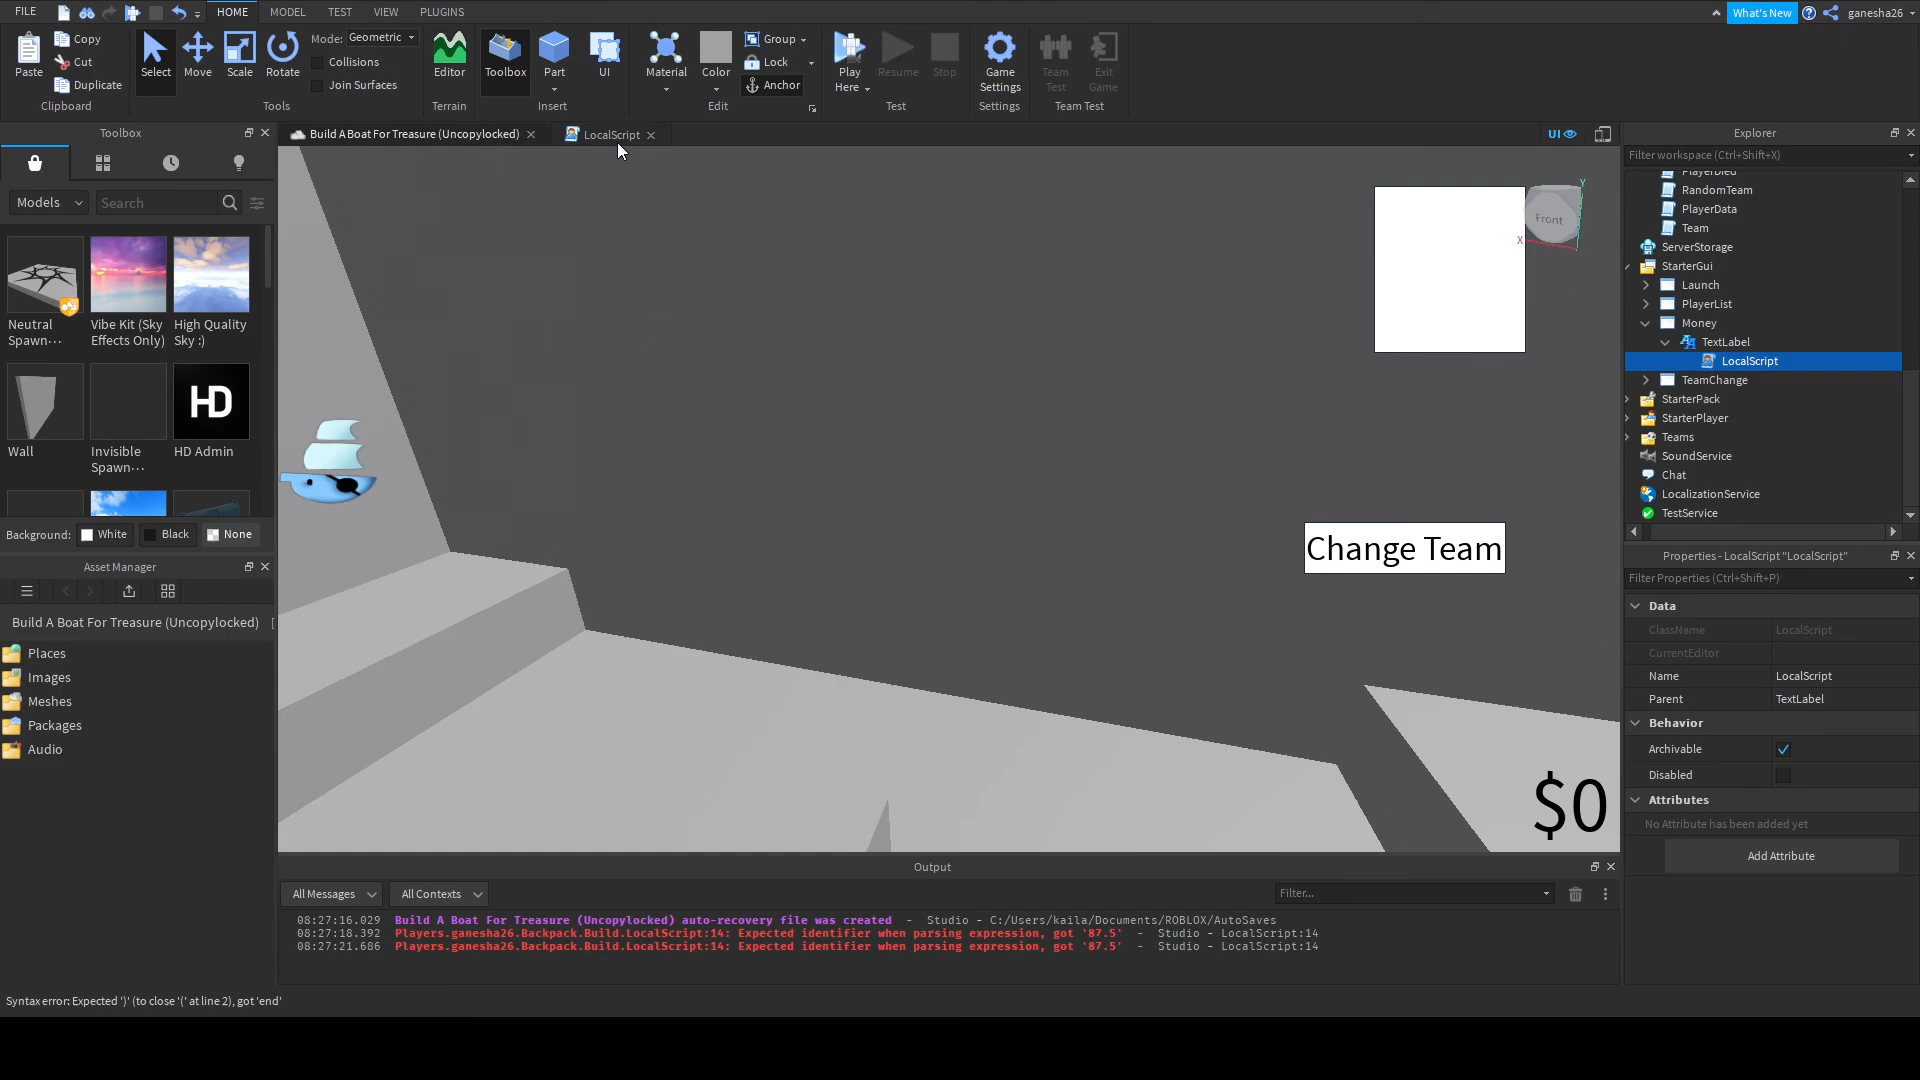 FILE HOME MODEL TEST VIEW PLUGINS What's New ganesha26
Paste Copy Cut Duplicate Clipboard
Select Move Scale Rotate Mode: Geometric Collisions Join Surfaces Tools
Editor Terrain
Toolbox Part UI Insert
Material Color Group Lock Anchor Edit
Play Here Resume Stop Test
Game Settings Settings
Team Test Exit Game Team Test
Toolbox
Models Search
Neutral Spawn...
Vibe Kit (Sky Effects Only)
High Quality Sky :)
Wall
Invisible Spawn...
HD
HD Admin
Background: White Black None
Asset Manager
Build A Boat For Treasure (Uncopylocked) [
Places
Images
Meshes
Packages
Audio
Build A Boat For Treasure (Uncopylocked) LocalScript UI
Front
X
Y
Change Team
$0
Output
All Messages All Contexts Filter...
08:27:16.029 Build A Boat For Treasure (Uncopylocked) auto-recovery file was created - Studio - C:/Users/kaila/Documents/ROBLOX/AutoSaves
08:27:18.392 Players.ganesha26.Backpack.Build.LocalScript:14: Expected identifier when parsing expression, got '87.5' - Studio - LocalScript:14
08:27:21.686 Players.ganesha26.Backpack.Build.LocalScript:14: Expected identifier when parsing expression, got '87.5' - Studio - LocalScript:14
Explorer
Filter workspace (Ctrl+Shift+X)
PlayerDied
RandomTeam
PlayerData
Team
ServerStorage
StarterGui
Launch
PlayerList
Money
TextLabel
LocalScript
TeamChange
StarterPack
StarterPlayer
Teams
SoundService
Chat
LocalizationService
TestService
Properties - LocalScript "LocalScript"
Filter Properties (Ctrl+Shift+P)
Data
ClassName LocalScript
CurrentEditor
Name LocalScript
Parent TextLabel
Behavior
Archivable
Disabled
Attributes
No Attribute has been added yet
Add Attribute
Syntax error: Expected ')' (to close '(' at line 2), got 'end'